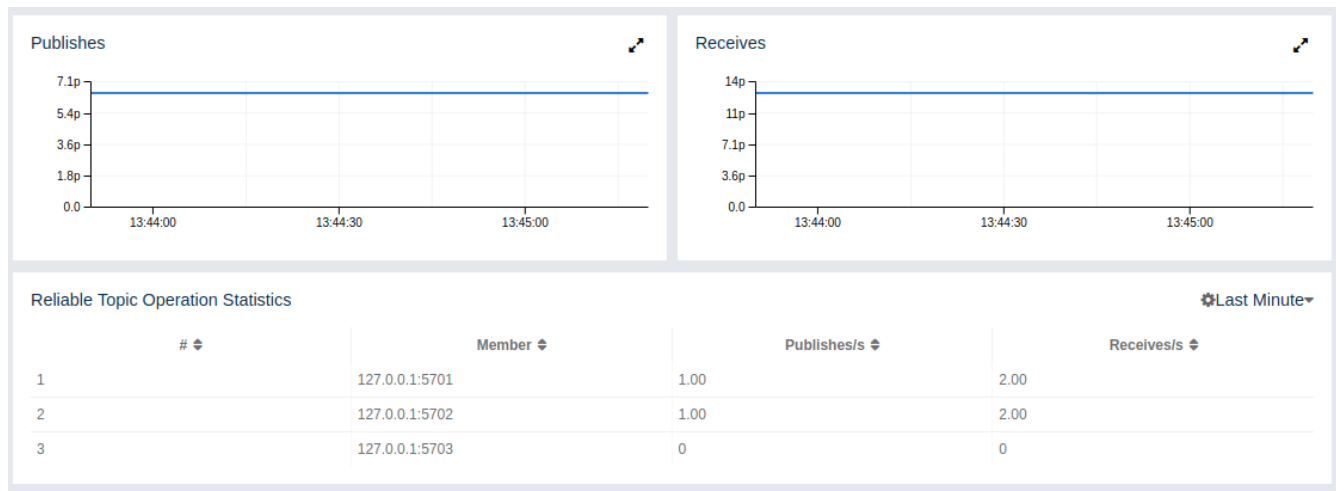 Publishes
7.1p
5.4p
3.6p
1.8p
0.0
13:44:00 13:44:30 13:45:00
Receives
14p
11p
7.1p
3.6p
0.0
13:44:00 13:44:30 13:45:00
Reliable Topic Operation Statistics Last Minute
# Member Publishes/s Receives/s
1 127.0.0.1:5701 1.00 2.00
2 127.0.0.1:5702 1.00 2.00
3 127.0.0.1:5703 0 0